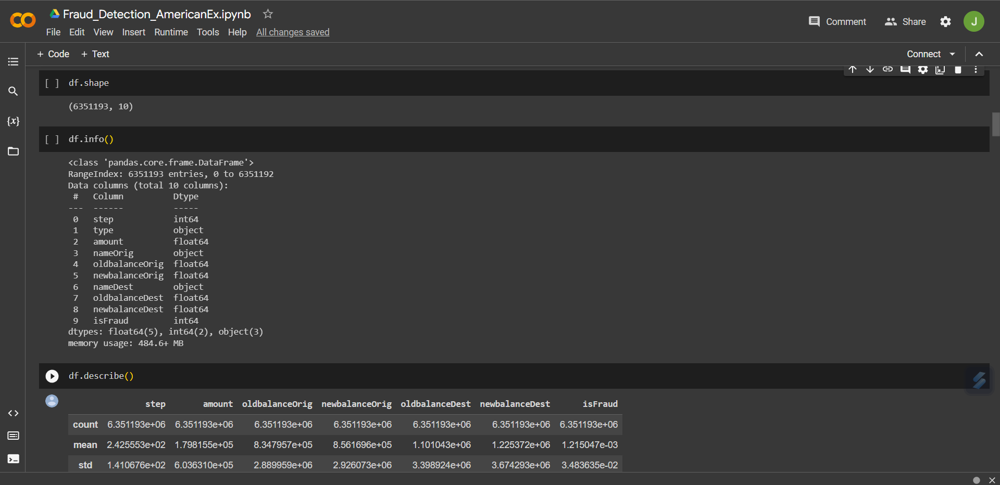 Fraud_Detection_AmericanEx.ipynb
Comment
Share
J
File Edit View Insert Runtime Tools Help All changes saved
+ Code + Text
Connect
[ ] df.shape
(6351193, 10)
{x}
[ ] df.info()
<class 'pandas.core.frame.DataFrame'>
RangeIndex: 6351193 entries, 0 to 6351192
Data columns (total 10 columns):
 #   Column          Dtype
---  ------          -----
 0   step            int64
 1   type            object
 2   amount          float64
 3   nameOrig        object
 4   oldbalanceOrig  float64
 5   newbalanceOrig  float64
 6   nameDest        object
 7   oldbalanceDest  float64
 8   newbalanceDest  float64
 9   isFraud         int64
dtypes: float64(5), int64(2), object(3)
memory usage: 484.6+ MB
df.describe()
step amount oldbalanceOrig newbalanceOrig oldbalanceDest newbalanceDest isFraud
count 6.351193e+06 6.351193e+06 6.351193e+06 6.351193e+06 6.351193e+06 6.351193e+06 6.351193e+06
mean 2.425553e+02 1.798155e+05 8.347957e+05 8.561696e+05 1.101043e+06 1.225372e+06 1.215047e-03
std 1.410676e+02 6.036310e+05 2.889959e+06 2.926073e+06 3.398924e+06 3.674293e+06 3.483635e-02